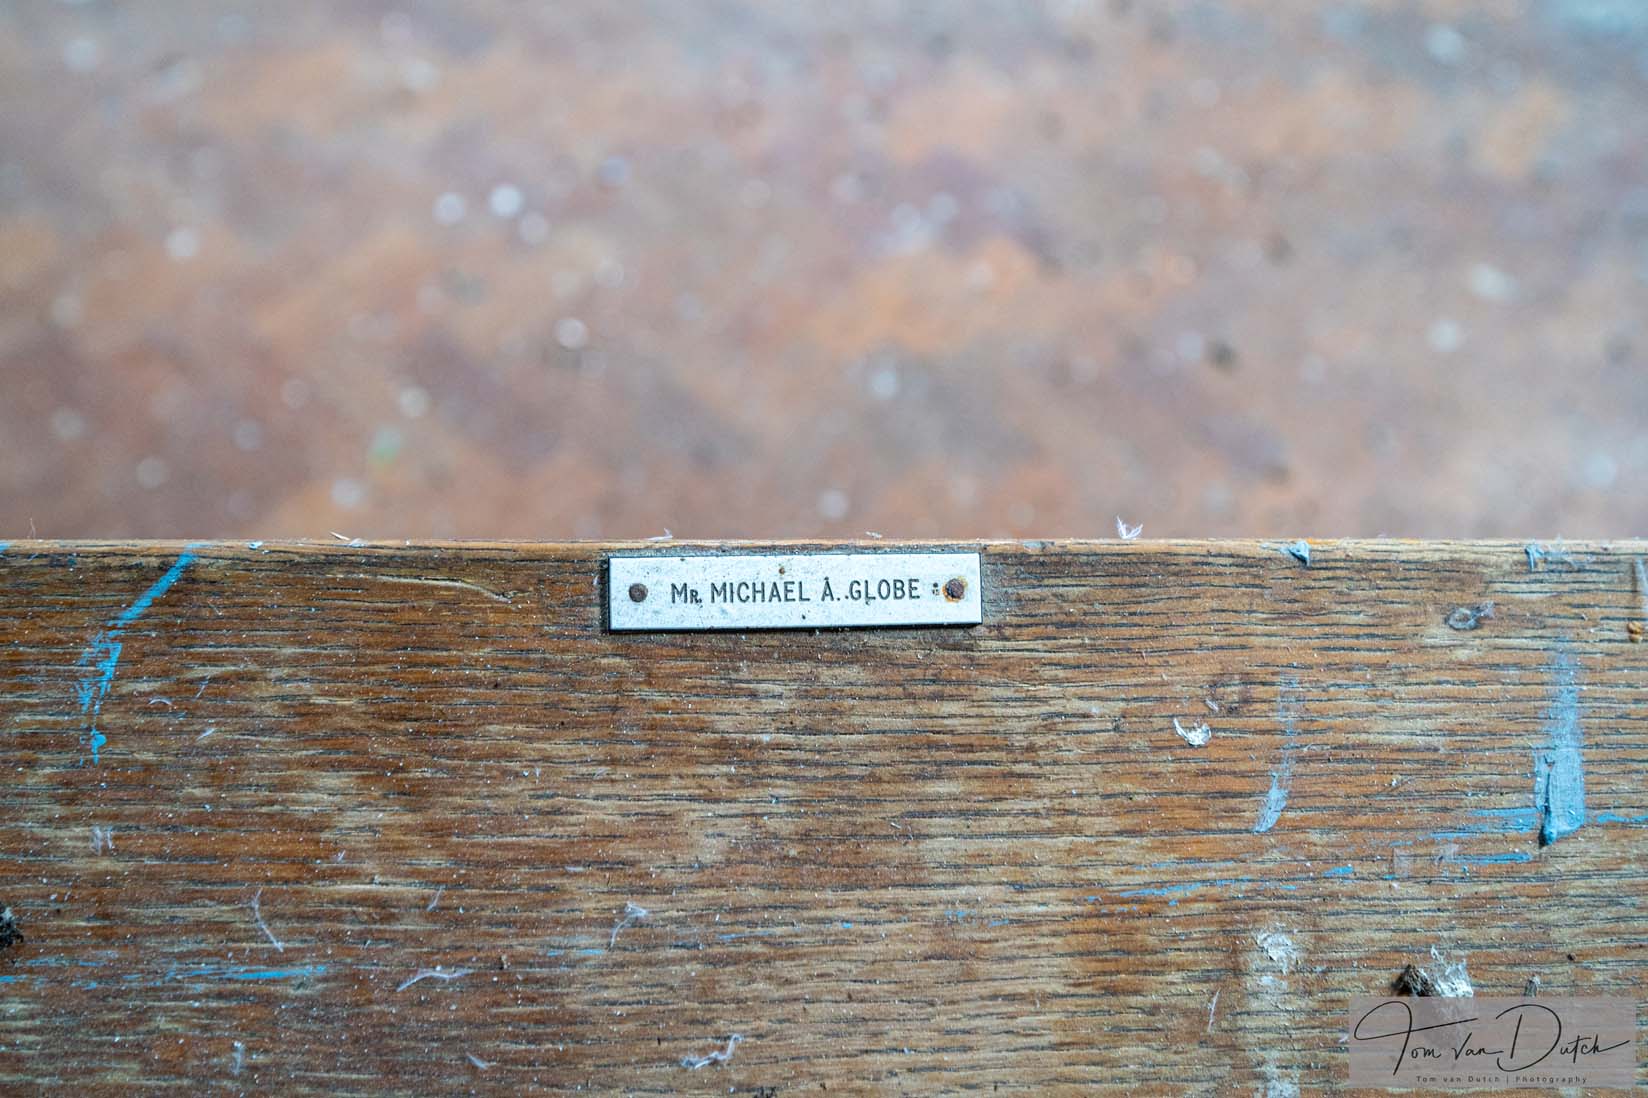 Mr. MICHAEL A. GLOBE
Tom van Dutch
Tom van Dutch | Photography